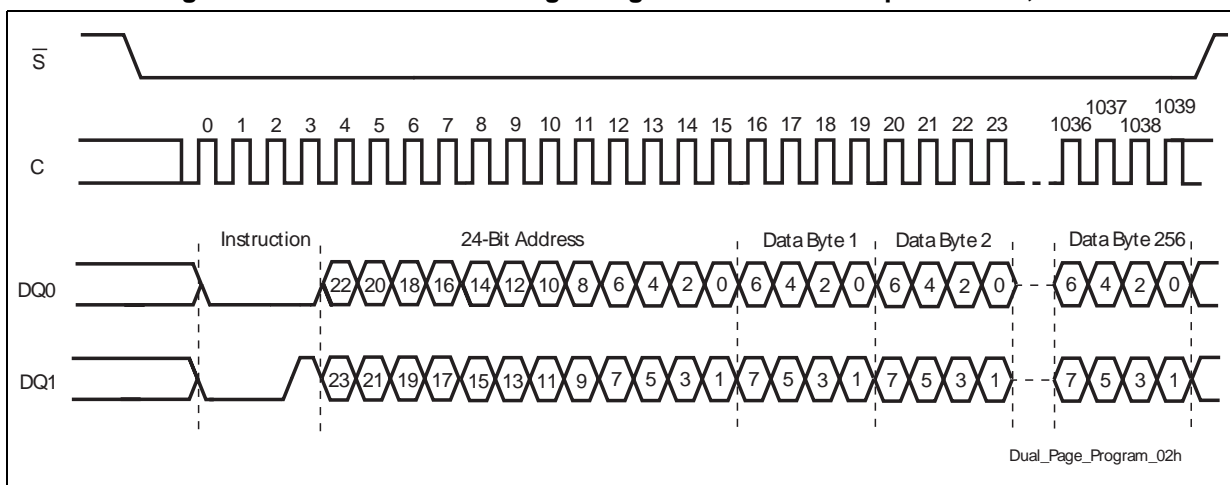 S
0 1 2 3 4 5 6 7 8 9 10 11 12 13 14 15 16 17 18 19 20 21 22 23 1036 1037 1038 1039
C
Instruction 24-Bit Address Data Byte 1 Data Byte 2 Data Byte 256
DQ0 22 20 18 16 14 12 10 8 6 4 2 0 6 4 2 0 6 4 2 0 6 4 2 0
DQ1 23 21 19 17 15 13 11 9 7 5 3 1 7 5 3 1 7 5 3 1 7 5 3 1
Dual_Page_Program_02h